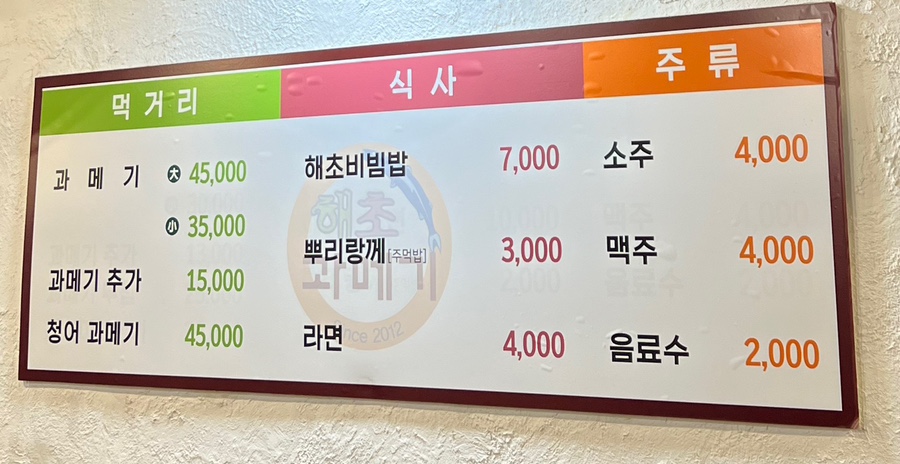 먹거리
과메기 大 45,000
小 35,000
과메기 추가 15,000
청어 과메기 45,000
식사
해초비빔밥 7,000
뿌리랑께[주먹밥] 3,000
라면 4,000
주류
소주 4,000
맥주 4,000
음료수 2,000
해초
과메기
since 2012